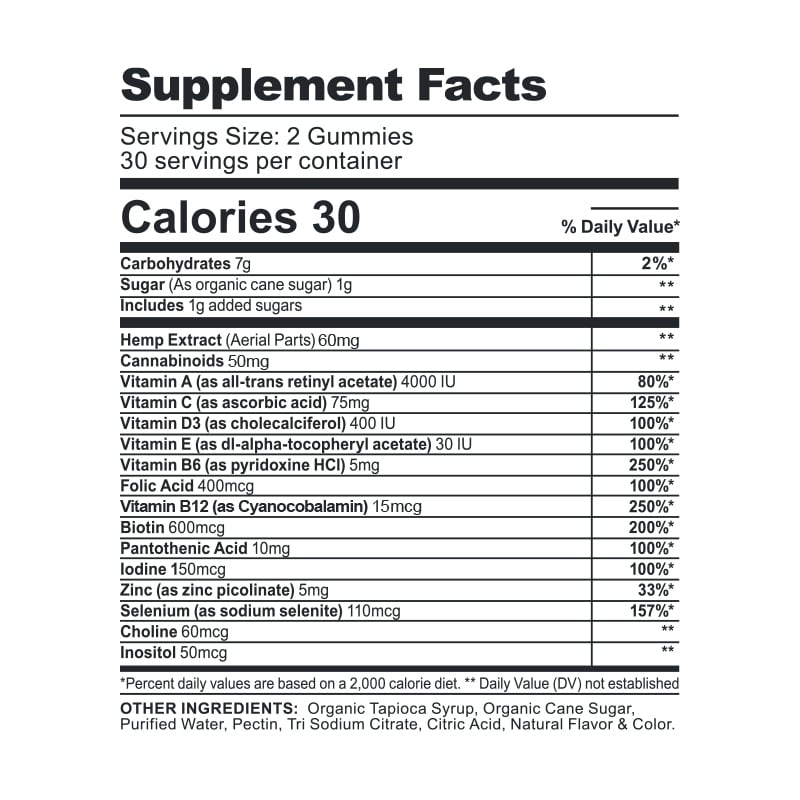 Supplement Facts
Servings Size: 2 Gummies
30 servings per container
Calories 30
% Daily Value*
Carbohydrates 7g 2%*
Sugar (As organic cane sugar) 1g **
Includes 1g added sugars **
Hemp Extract (Aerial Parts) 60mg **
Cannabinoids 50mg **
Vitamin A (as all-trans retinyl acetate) 4000 IU 80%*
Vitamin C (as ascorbic acid) 75mg 125%*
Vitamin D3 (as cholecalciferol) 400 IU 100%*
Vitamin E (as dl-alpha-tocopheryl acetate) 30 IU 100%*
Vitamin B6 (as pyridoxine HCl) 5mg 250%*
Folic Acid 400mcg 100%*
Vitamin B12 (as Cyanocobalamin) 15mcg 250%*
Biotin 600mcg 200%*
Pantothenic Acid 10mg 100%*
Iodine 150mcg 100%*
Zinc (as zinc picolinate) 5mg 33%*
Selenium (as sodium selenite) 110mcg 157%*
Choline 60mcg **
Inositol 50mcg **
*Percent daily values are based on a 2,000 calorie diet. ** Daily Value (DV) not established
OTHER INGREDIENTS: Organic Tapioca Syrup, Organic Cane Sugar,
Purified Water, Pectin, Tri Sodium Citrate, Citric Acid, Natural Flavor & Color.